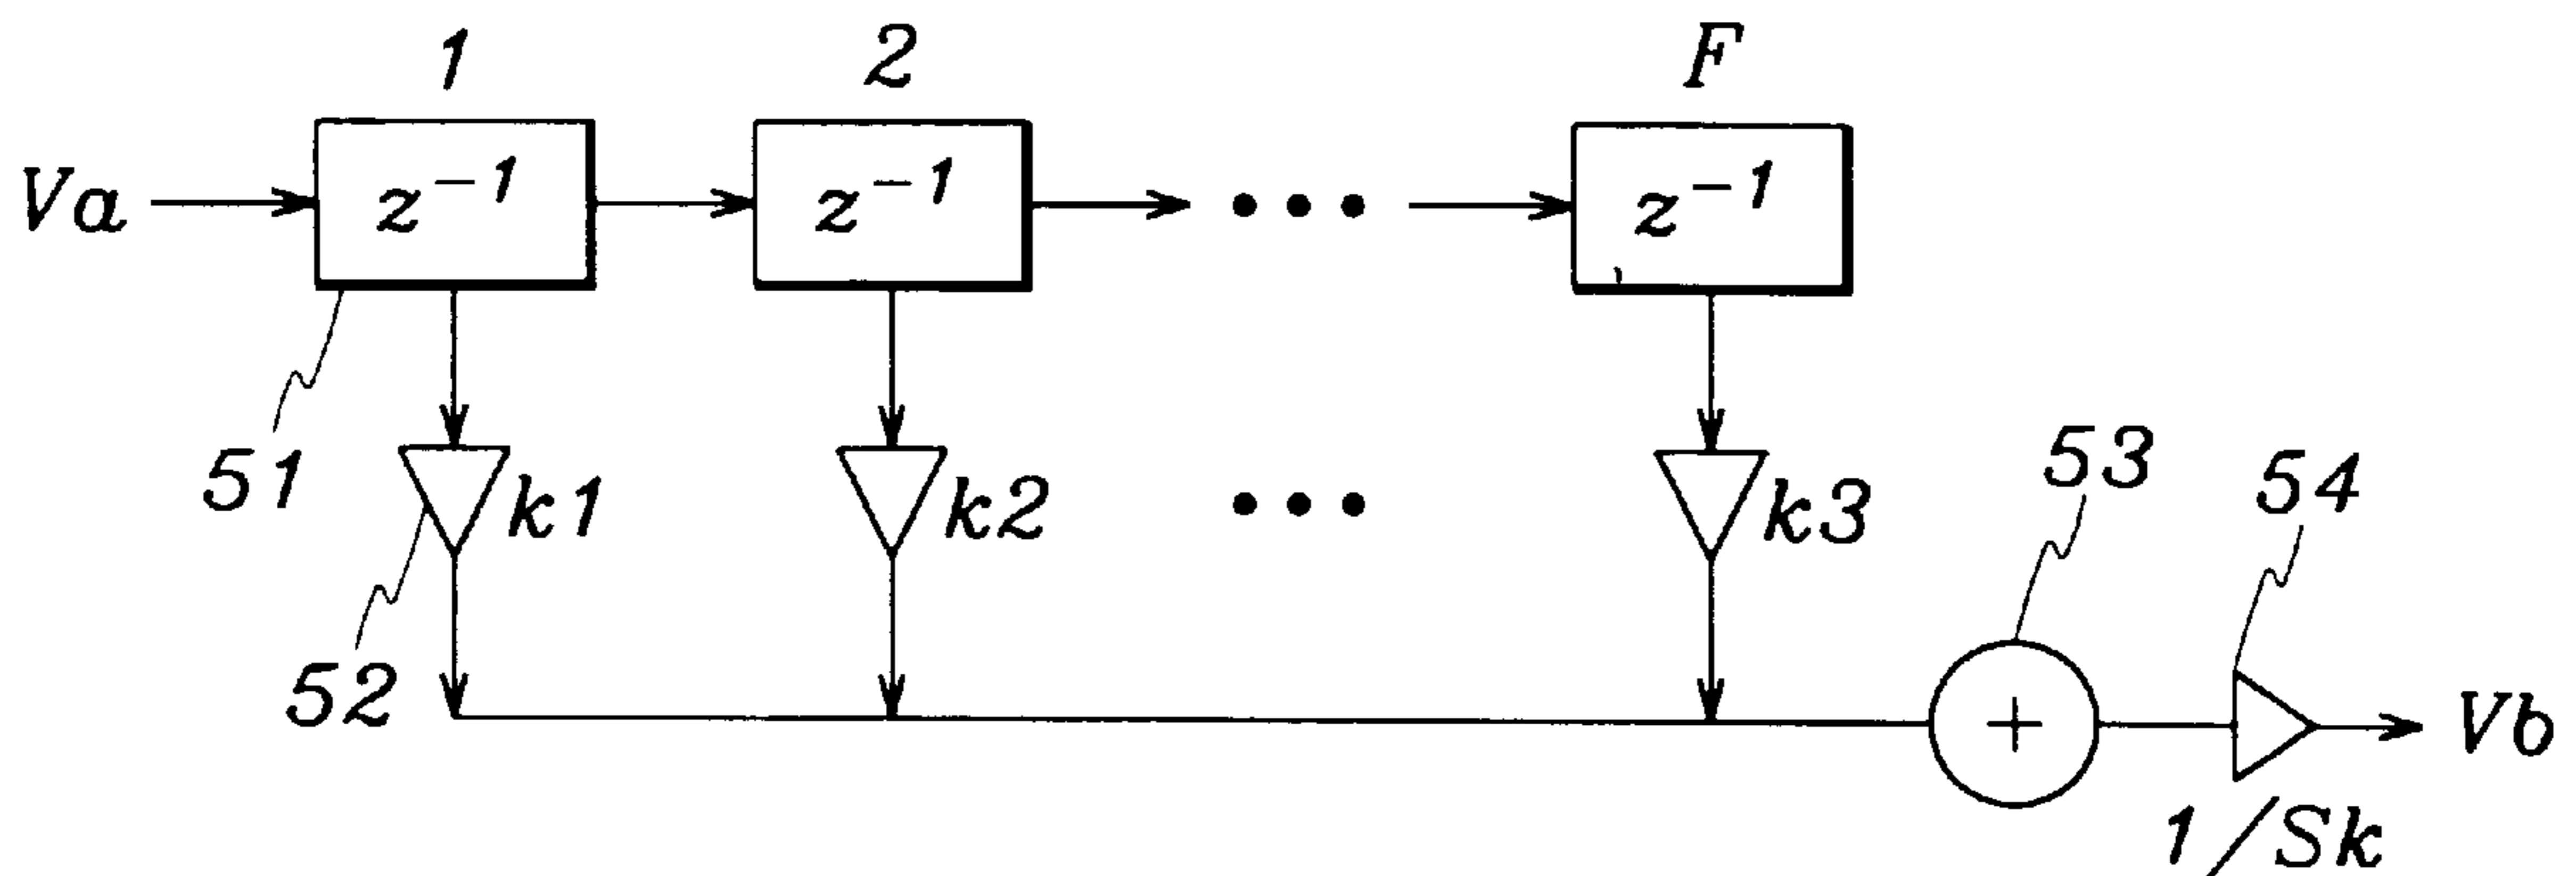 1 2 F
Va z⁻¹ z⁻¹ • • • z⁻¹
51 k1 k2 • • • k3 53 54
52 + Vb
1/Sk